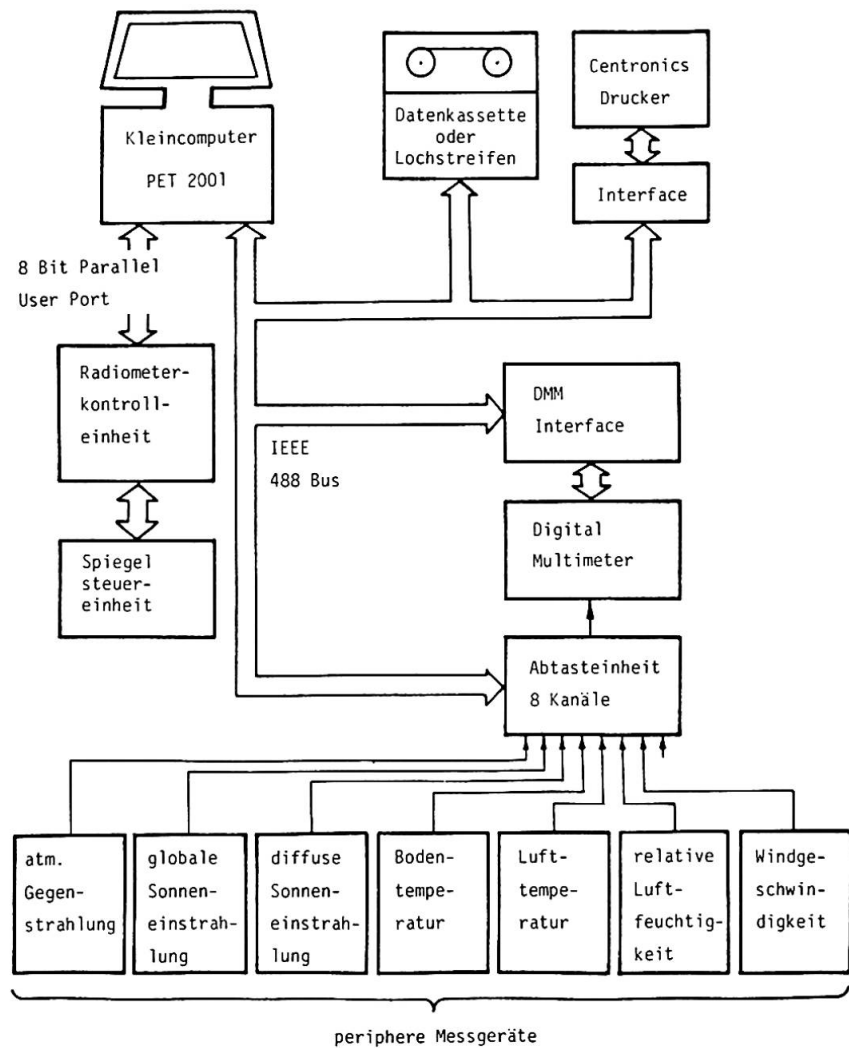 Kleincomputer
PET 2001
Datenkassette
oder
Lochstreifen
Centronics
Drucker
Interface
8 Bit Parallel
User Port
Radiometer-
kontroll-
einheit
Spiegel
steuer-
einheit
IEEE
488 Bus
DMM
Interface
Digital
Multimeter
Abtasteinheit
8 Kanäle
atm.
Gegen-
strahlung
globale
Sonnen-
einstrah-
lung
diffuse
Sonnen-
einstrah-
lung
Boden-
tempe-
ratur
Luft-
tempe-
ratur
relative
Luft-
feuchtig-
keit
Windge-
schwin-
digkeit
periphere Messgeräte